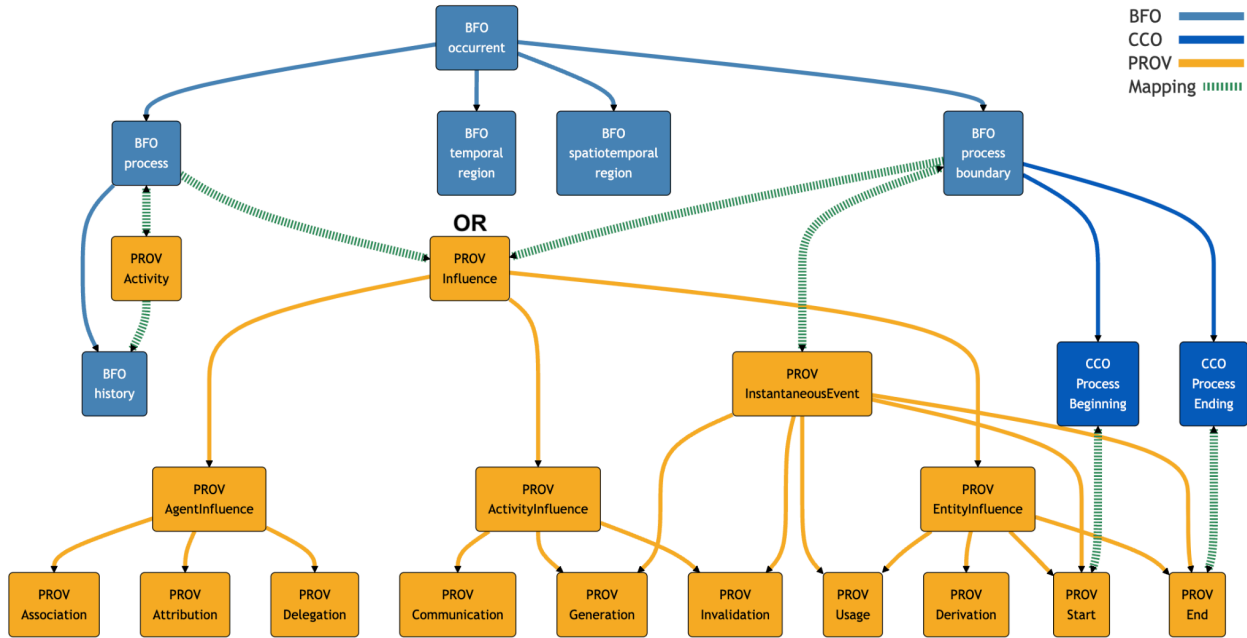 BFO
occurrent
BFO
CCO
PROV
Mapping
BFO
process
BFO
temporal
region
BFO
spatiotemporal
region
BFO
process
boundary
OR
PROV
Activity
PROV
Influence
BFO
history
PROV
InstantaneousEvent
CCO
Process
Beginning
CCO
Process
Ending
PROV
AgentInfluence
PROV
ActivityInfluence
PROV
EntityInfluence
PROV
Association
PROV
Attribution
PROV
Delegation
PROV
Communication
PROV
Generation
PROV
Invalidation
PROV
Usage
PROV
Derivation
PROV
Start
PROV
End